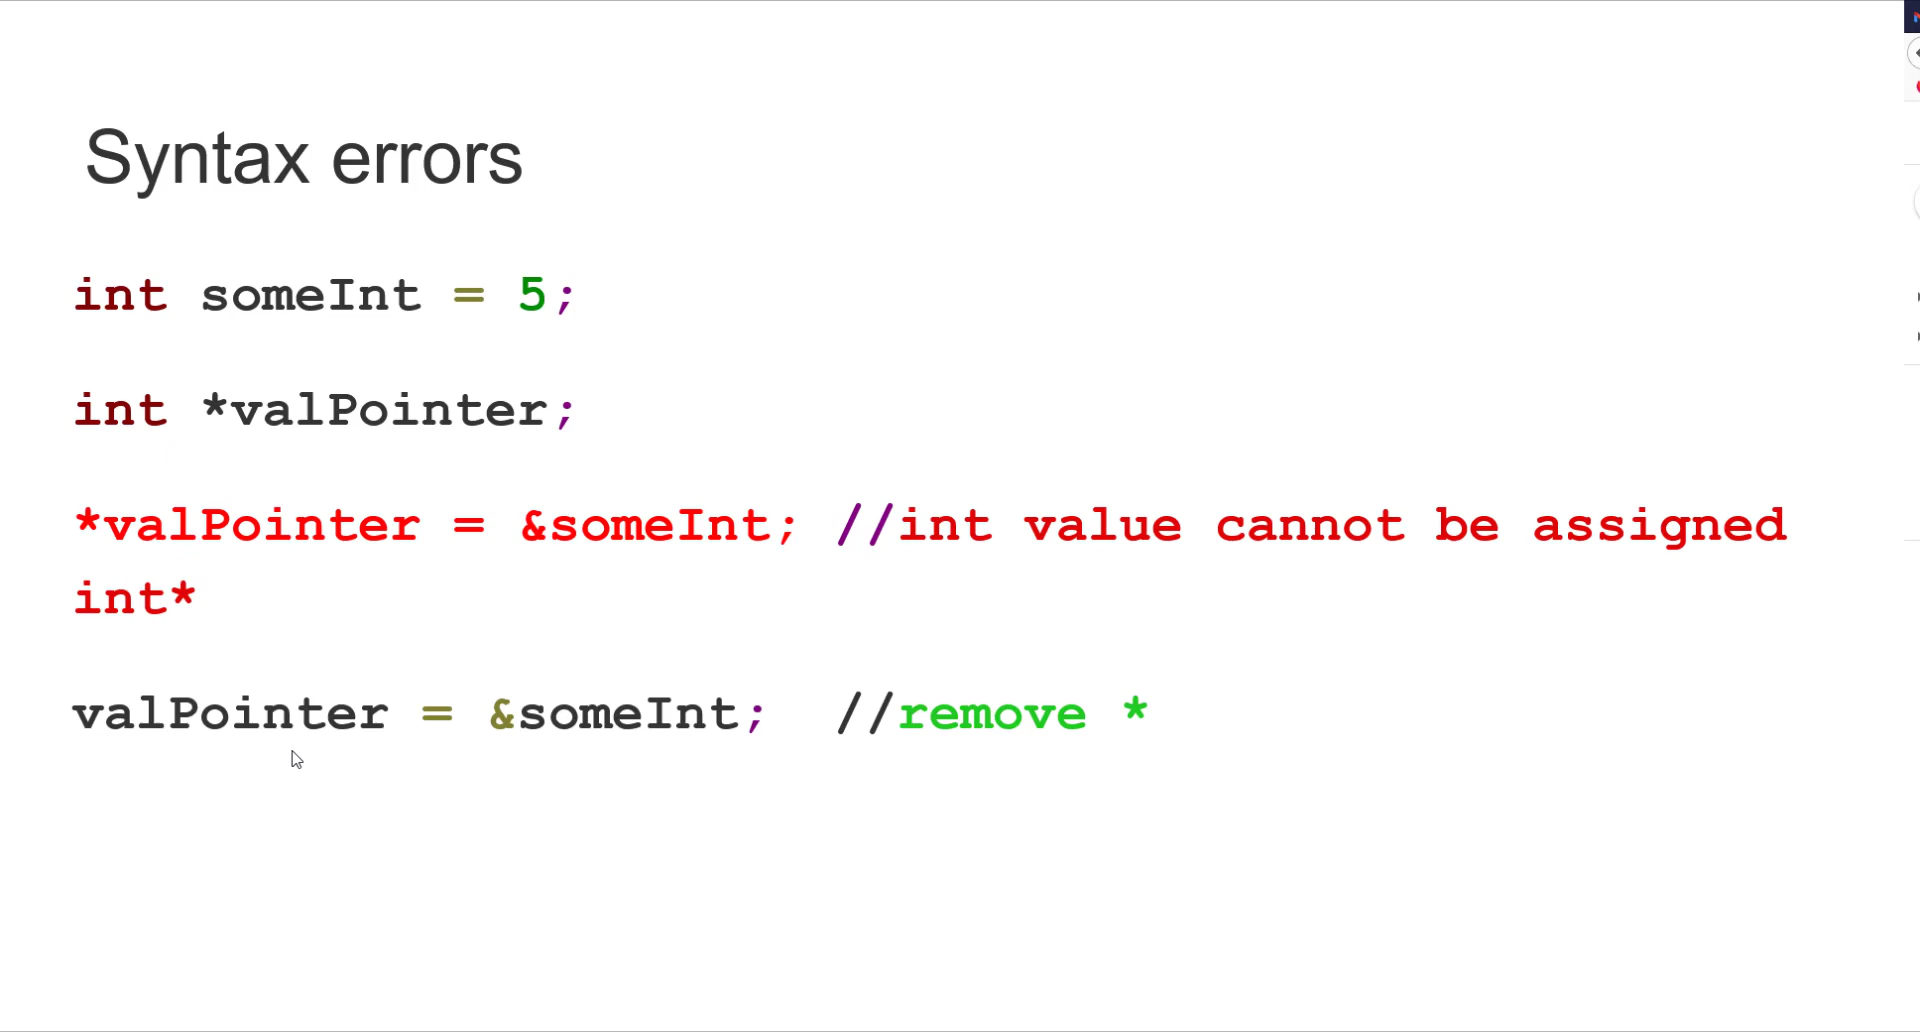 Syntax errors
int someInt = 5;
int *valPointer;
*valPointer = &someInt; //int value cannot be assigned
int*
valPointer = &someInt;  //remove *